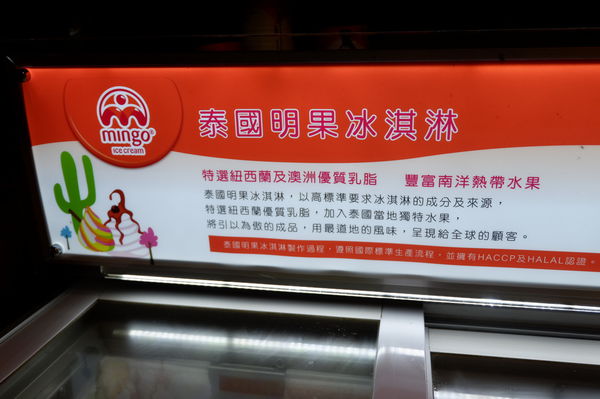 mingo®
ice cream
泰國明果冰淇淋
特選紐西蘭及澳洲優質乳脂 豐富南洋熱帶水果
泰國明果冰淇淋，以高標準要求冰淇淋的成分及來源，
特選紐西蘭優質乳脂，加入泰國當地獨特水果，
將引以為傲的成品，用最道地的風味，呈現給全球的顧客。
泰國明果冰淇淋製作過程，遵照國際標準生產流程，並擁有HACCP及HALAL認證。